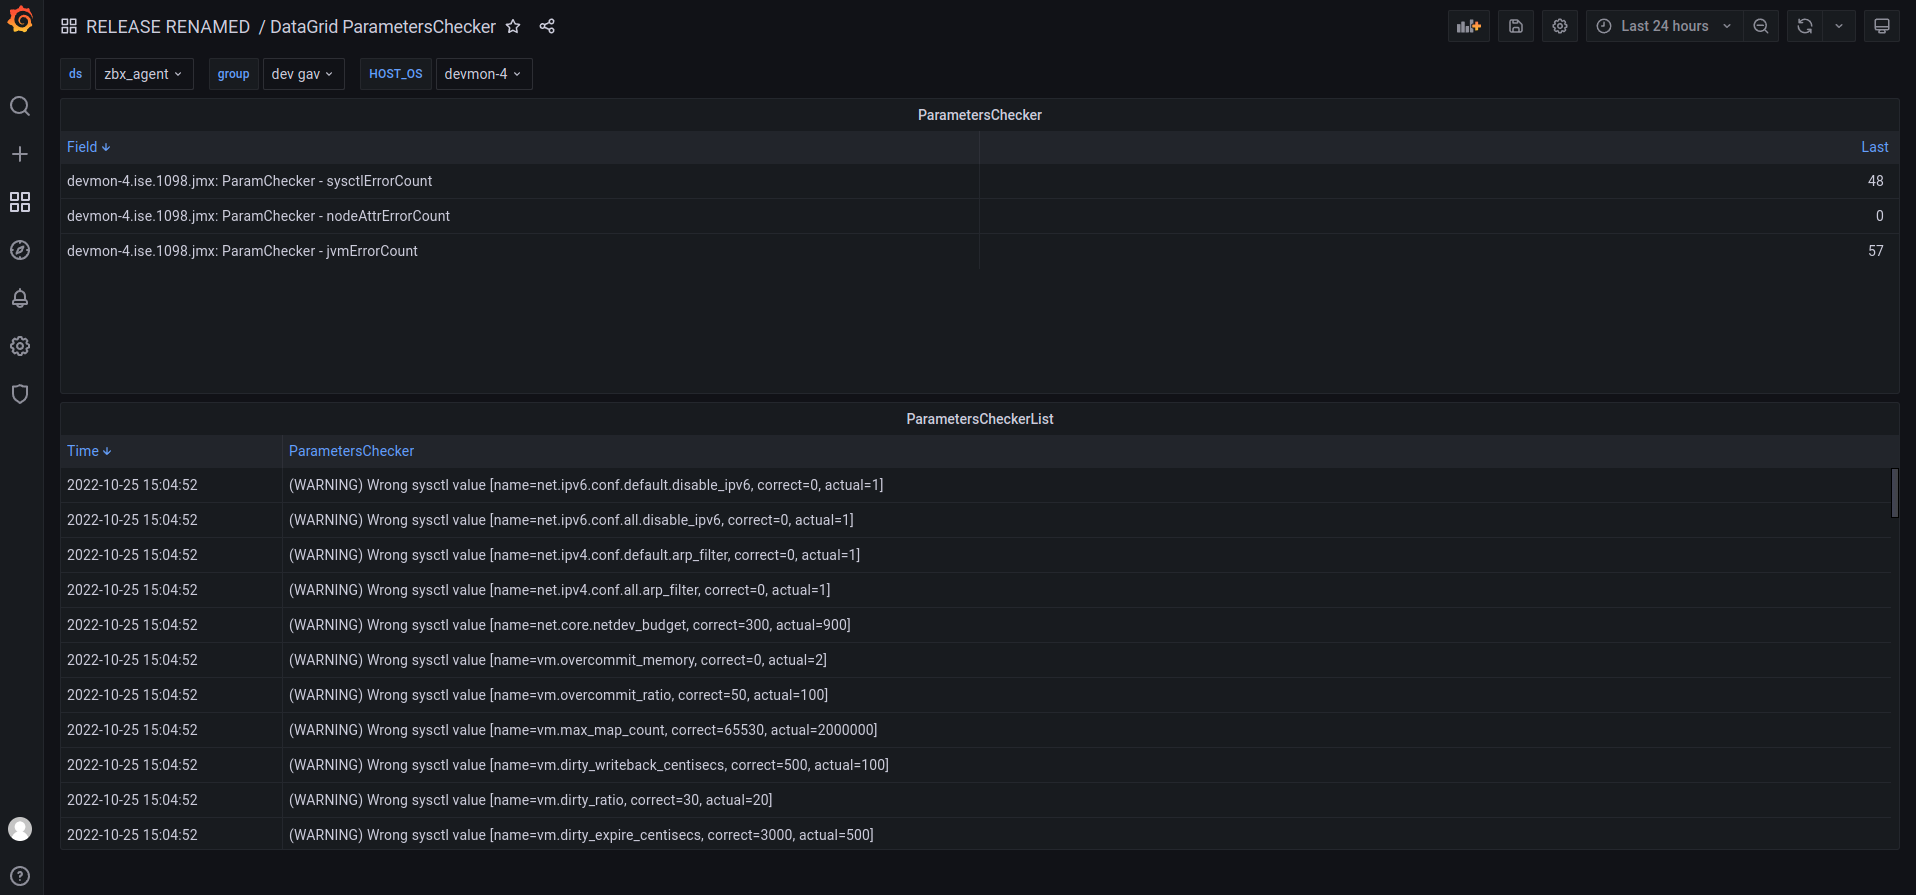 RELEASE RENAMED / DataGrid ParametersChecker
Last 24 hours
ds zbx_agent group dev gav HOST_OS devmon-4
ParametersChecker
Field Last
devmon-4.ise.1098.jmx: ParamChecker - sysctlErrorCount 48
devmon-4.ise.1098.jmx: ParamChecker - nodeAttrErrorCount 0
devmon-4.ise.1098.jmx: ParamChecker - jvmErrorCount 57
ParametersCheckerList
Time ParametersChecker
2022-10-25 15:04:52 (WARNING) Wrong sysctl value [name=net.ipv6.conf.default.disable_ipv6, correct=0, actual=1]
2022-10-25 15:04:52 (WARNING) Wrong sysctl value [name=net.ipv6.conf.all.disable_ipv6, correct=0, actual=1]
2022-10-25 15:04:52 (WARNING) Wrong sysctl value [name=net.ipv4.conf.default.arp_filter, correct=0, actual=1]
2022-10-25 15:04:52 (WARNING) Wrong sysctl value [name=net.ipv4.conf.all.arp_filter, correct=0, actual=1]
2022-10-25 15:04:52 (WARNING) Wrong sysctl value [name=net.core.netdev_budget, correct=300, actual=900]
2022-10-25 15:04:52 (WARNING) Wrong sysctl value [name=vm.overcommit_memory, correct=0, actual=2]
2022-10-25 15:04:52 (WARNING) Wrong sysctl value [name=vm.overcommit_ratio, correct=50, actual=100]
2022-10-25 15:04:52 (WARNING) Wrong sysctl value [name=vm.max_map_count, correct=65530, actual=2000000]
2022-10-25 15:04:52 (WARNING) Wrong sysctl value [name=vm.dirty_writeback_centisecs, correct=500, actual=100]
2022-10-25 15:04:52 (WARNING) Wrong sysctl value [name=vm.dirty_ratio, correct=30, actual=20]
2022-10-25 15:04:52 (WARNING) Wrong sysctl value [name=vm.dirty_expire_centisecs, correct=3000, actual=500]